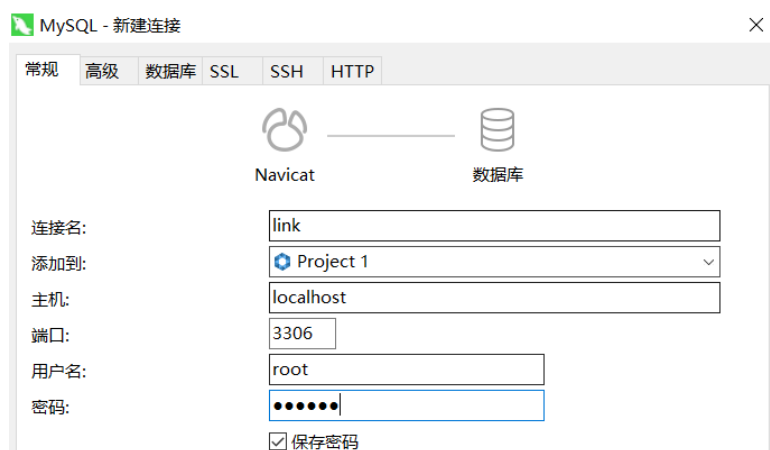 MySQL - 新建连接
常规 高级 数据库 SSL SSH HTTP
Navicat 数据库
连接名: link
添加到: Project 1
主机: localhost
端口: 3306
用户名: root
密码: ●●●●●●
保存密码